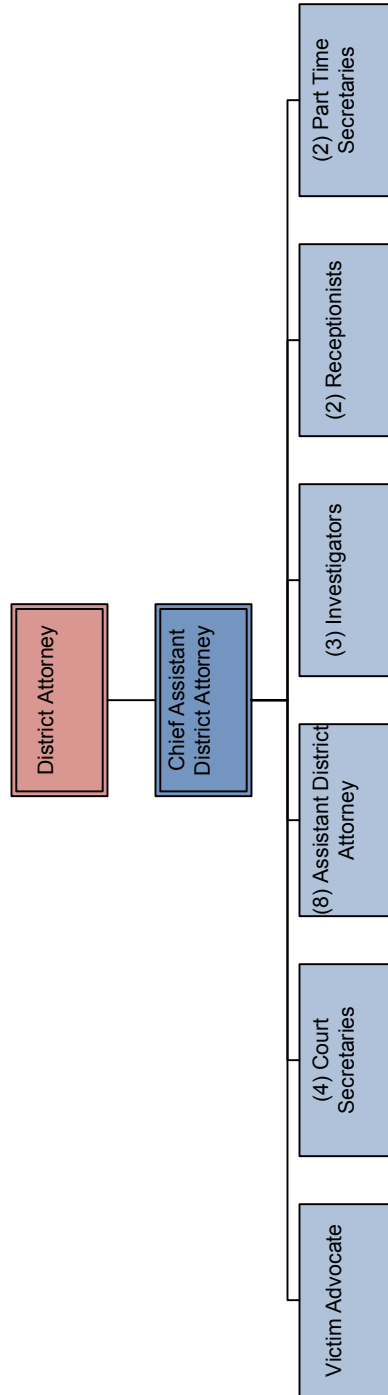 District Attorney
Chief Assistant
District Attorney
Victim Advocate
(4) Court
Secretaries
(8) Assistant District
Attorney
(3) Investigators
(2) Receptionists
(2) Part Time
Secretaries